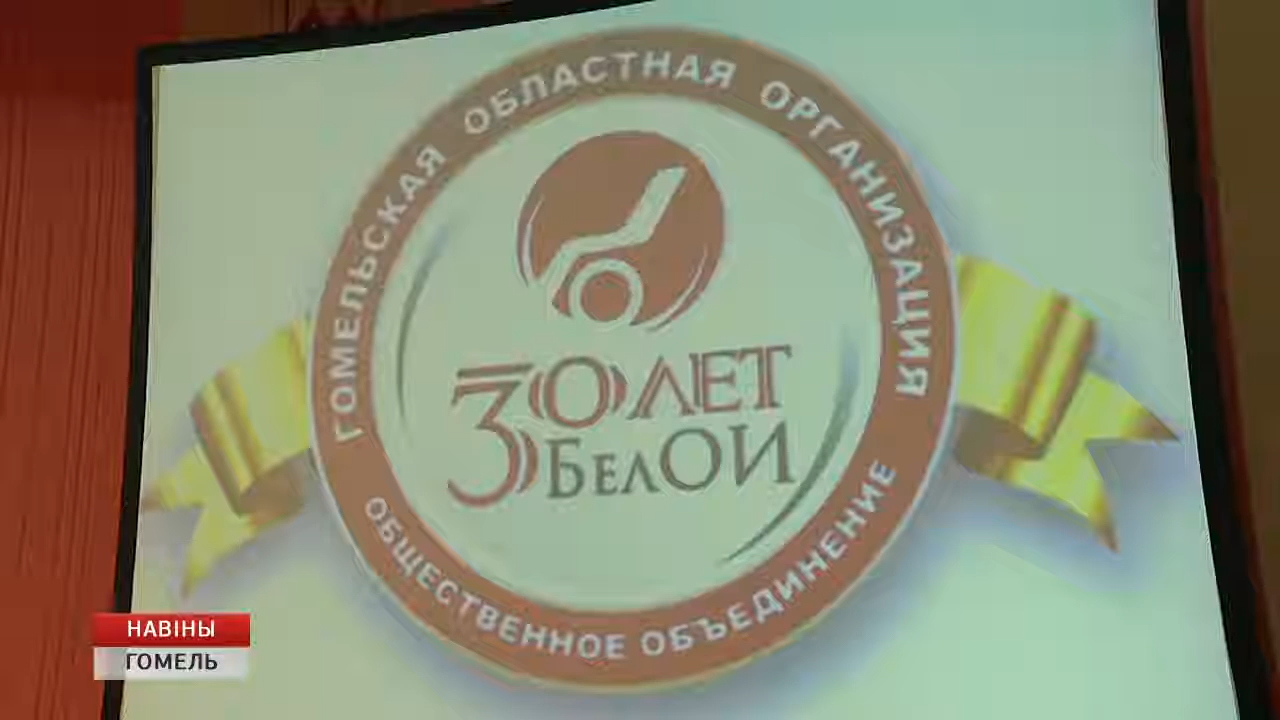 ГОМЕЛЬСКАЯ ОБЛАСТНАЯ ОРГАНИЗАЦИЯ
30 ЛЕТ
БЕЛОИ
ОБЩЕСТВЕННОЕ ОБЪЕДИНЕНИЕ
НАВІНЫ
ГОМЕЛЬ